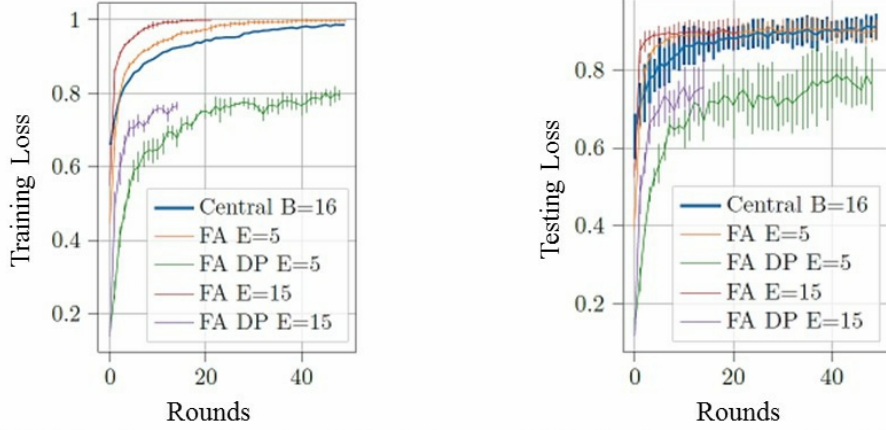 Training Loss
1
0.8
0.6
0.4
0.2
0
20
40
Rounds
Central B=16
FA E=5
FA DP E=5
FA E=15
FA DP E=15
Testing Loss
0.8
0.6
0.4
0.2
0
20
40
Rounds
Central B=16
FA E=5
FA DP E=5
FA E=15
FA DP E=15